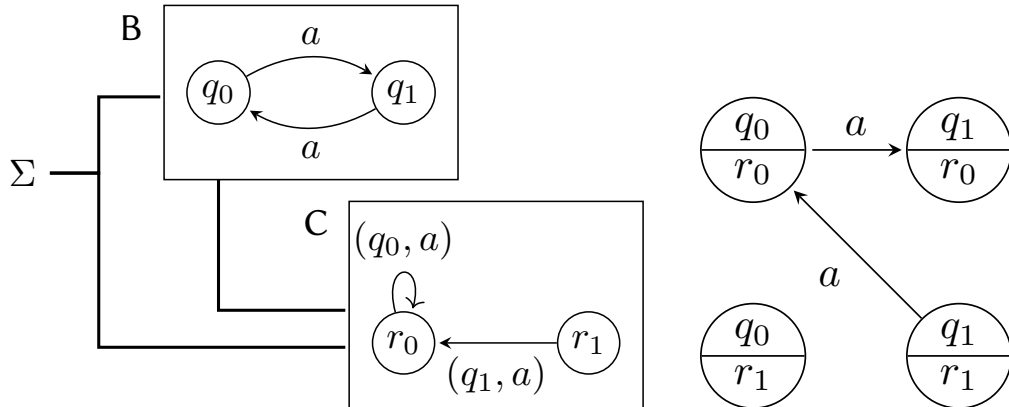 B
a
q₀
q₁
a
Σ
C
(q₀, a)
r₀
r₁
(q₁, a)
q₀
r₀
a
q₁
r₀
a
q₀
r₁
q₁
r₁